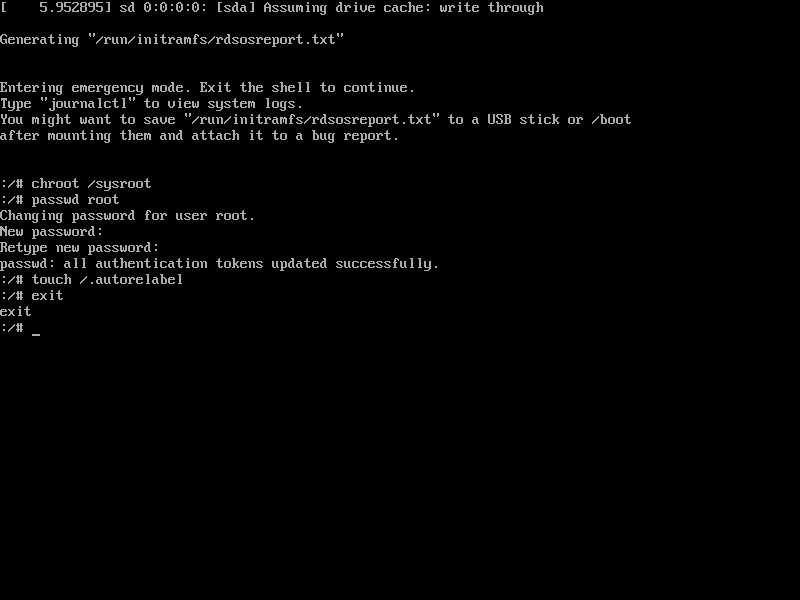 [    5.952895] sd 0:0:0:0: [sda] Assuming drive cache: write through
Generating "/run/initramfs/rdsosreport.txt"
Entering emergency mode. Exit the shell to continue.
Type "journalctl" to view system logs.
You might want to save "/run/initramfs/rdsosreport.txt" to a USB stick or /boot
after mounting them and attach it to a bug report.
:/# chroot /sysroot
:/# passwd root
Changing password for user root.
New password:
Retype new password:
passwd: all authentication tokens updated successfully.
:/# touch /.autorelabel
:/# exit
exit
:/# _